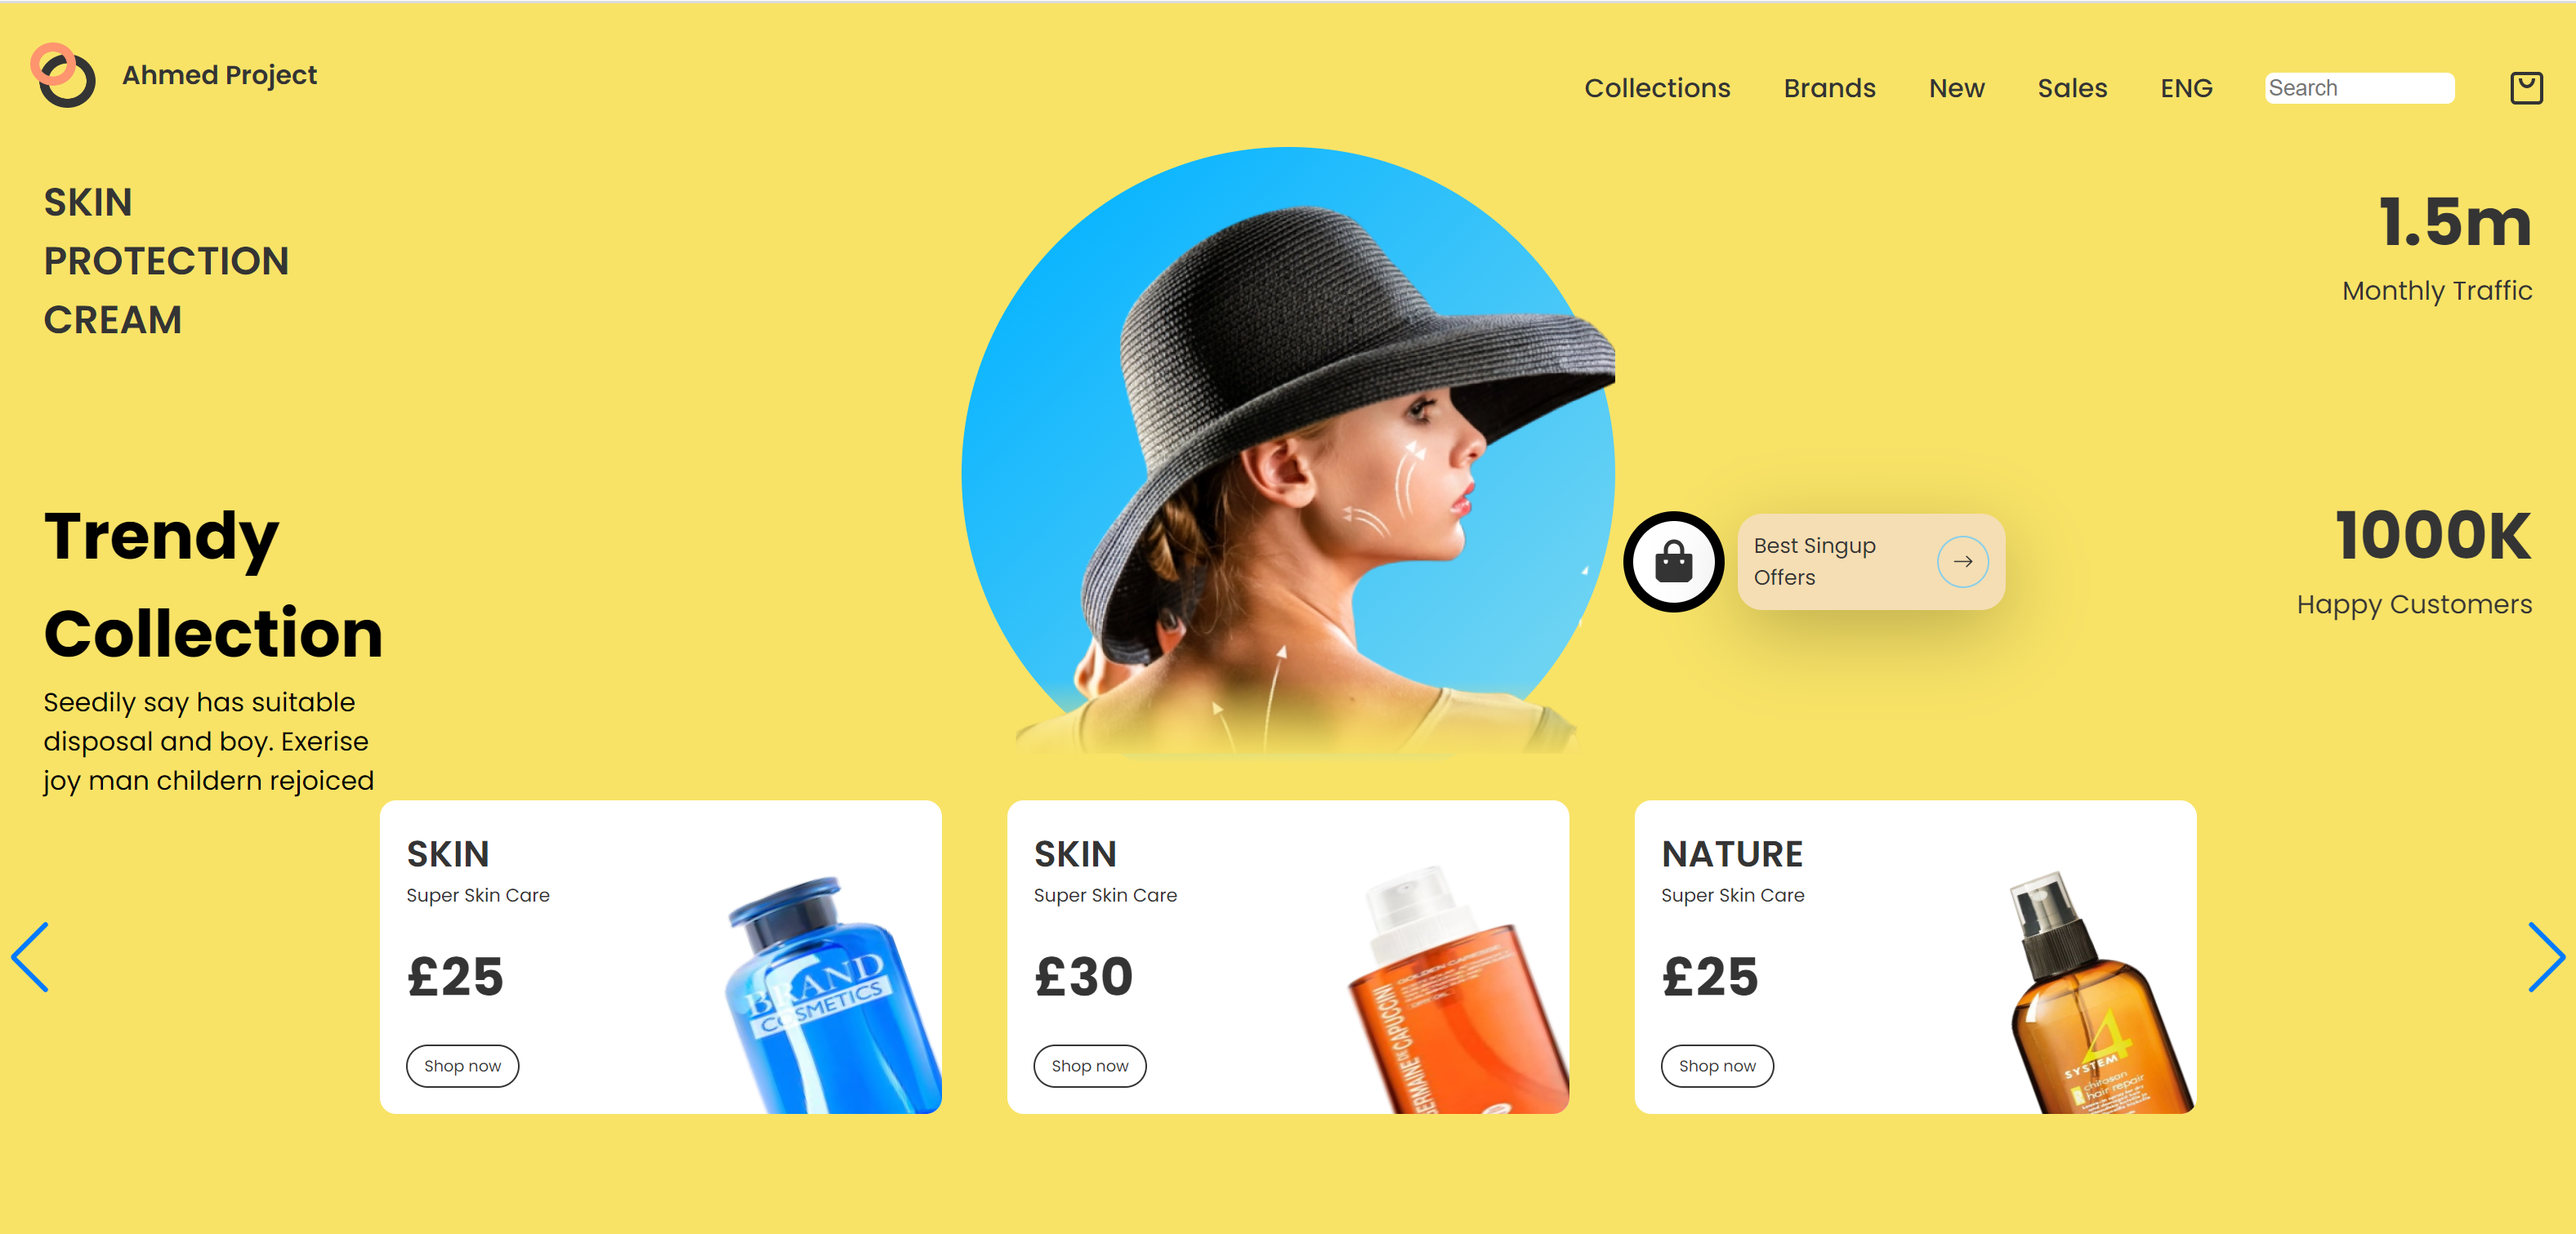 Ahmed Project
Collections Brands New Sales ENG Search
SKIN
PROTECTION
CREAM
1.5m
Monthly Traffic
Trendy
Collection
Seedily say has suitable
disposal and boy. Exerise
joy man childern rejoiced
Best Singup
Offers
1000K
Happy Customers
SKIN
Super Skin Care
£25
Shop now
BRAND
COSMETICS
SKIN
Super Skin Care
£30
Shop now
GERMAINE DE CAPUCCINI
NATURE
Super Skin Care
£25
Shop now
4
SYSTEM
chitosan
hair repair